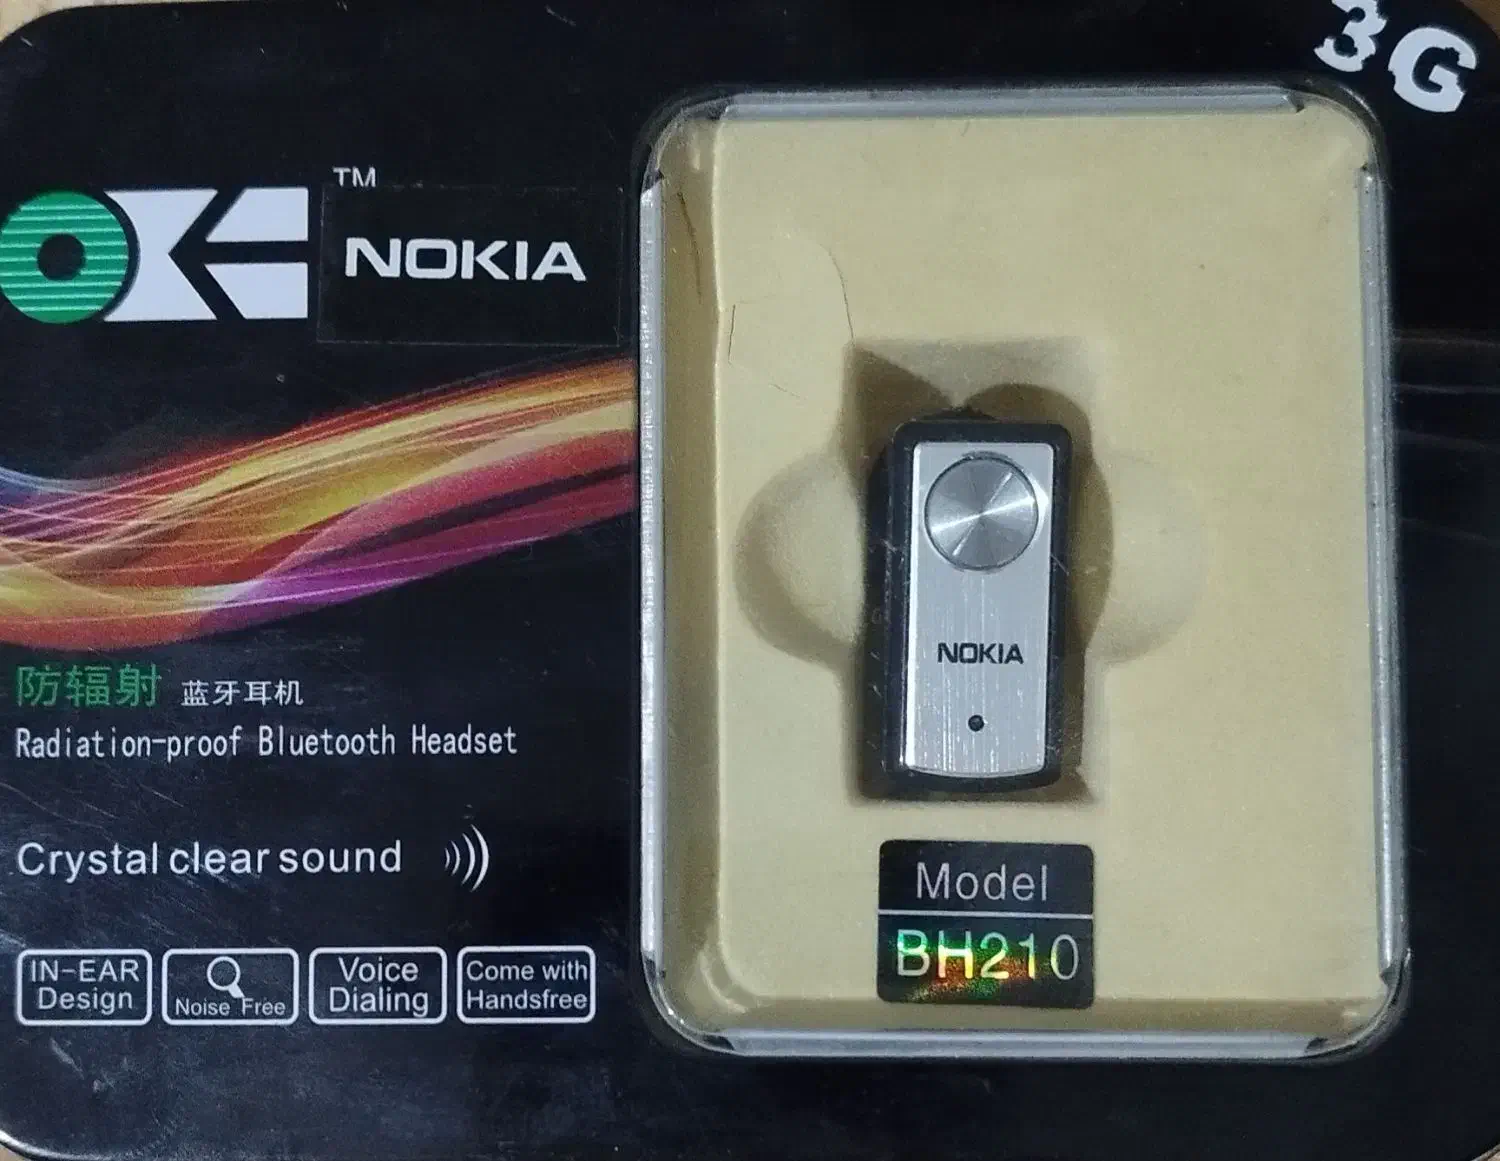 3G
OK
TM
NOKIA
防辐射 蓝牙耳机
Radiation-proof Bluetooth Headset
Crystal clear sound
IN-EAR
Design
Noise Free
Voice
Dialing
Come with
Handsfree
NOKIA
Model
BH210